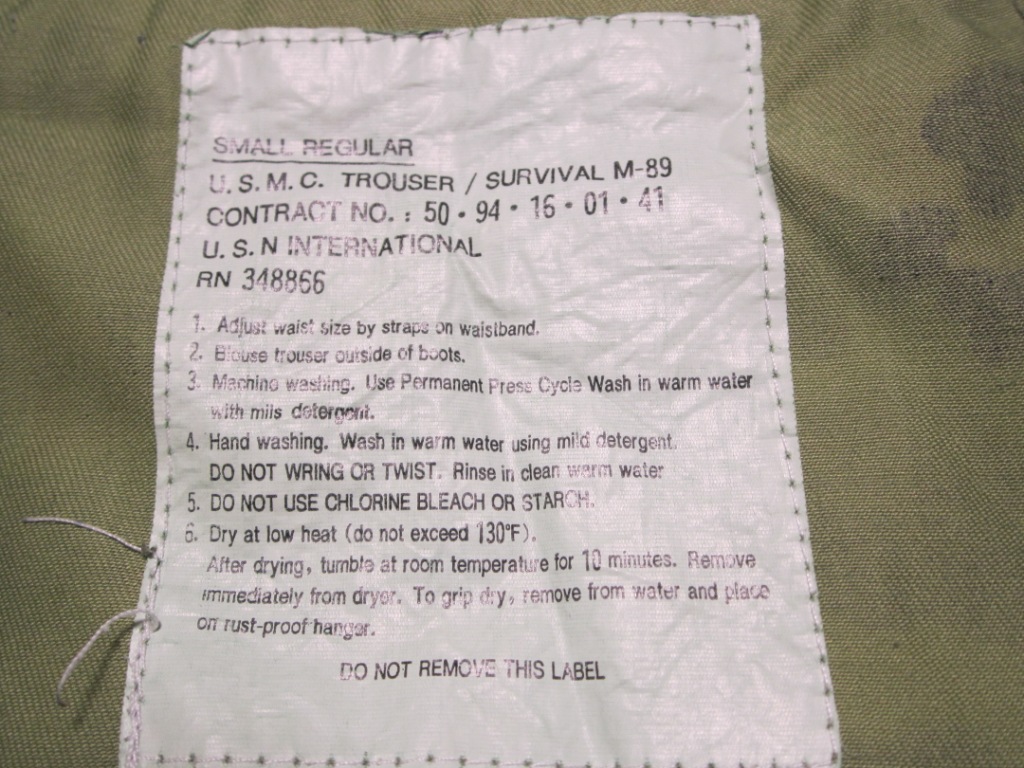 SMALL REGULAR
U. S. M. C. TROUSER / SURVIVAL M-89
CONTRACT NO. : 50 · 94 · 16 · 01 · 41
U. S. N INTERNATIONAL
RN 348866
1. Adjust waist size by straps on waistband.
2. Blouse trouser outside of boots.
3. Machine washing. Use Permanent Press Cycle Wash in warm water
with mils detergent.
4. Hand washing. Wash in warm water using mild detergent.
DO NOT WRING OR TWIST. Rinse in clean warm water
5. DO NOT USE CHLORINE BLEACH OR STARCH.
6. Dry at low heat (do not exceed 130°F).
After drying, tumble at room temperature for 10 minutes. Remove
immediately from dryer. To grip dry, remove from water and place
on rust-proof hanger.
DO NOT REMOVE THIS LABEL